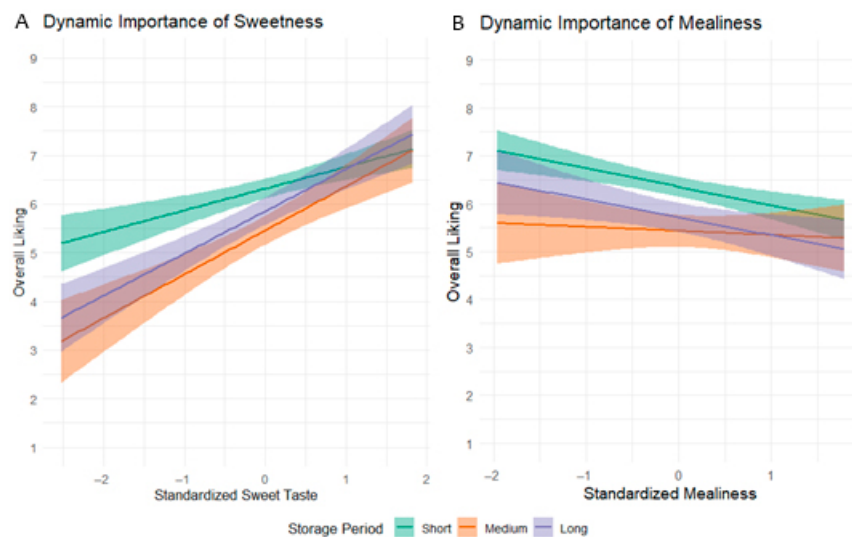 A Dynamic Importance of Sweetness
9
8
7
6
5
4
3
2
1
Overall Liking
−2 −1 0 1 2
Standardized Sweet Taste
B Dynamic Importance of Mealiness
9
8
7
6
5
4
3
2
1
Overall Liking
−2 −1 0 1
Standardized Mealiness
Storage Period Short Medium Long